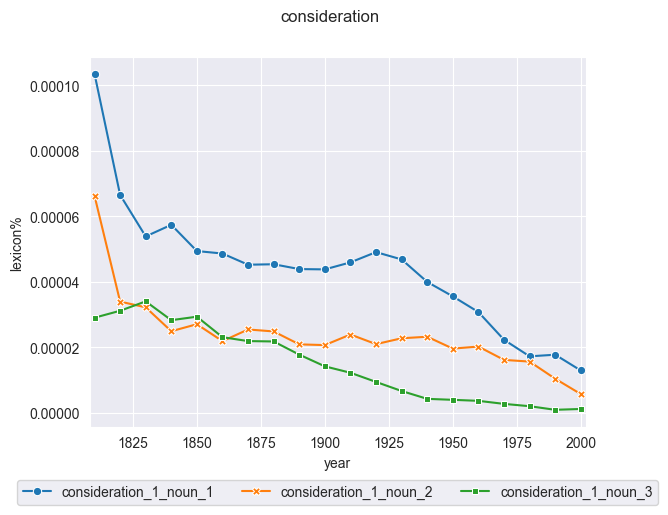 consideration
0.00010
0.00008
0.00006
0.00004
0.00002
0.00000
lexicon%
1825 1850 1875 1900 1925 1950 1975 2000
year
consideration_1_noun_1 consideration_1_noun_2 consideration_1_noun_3